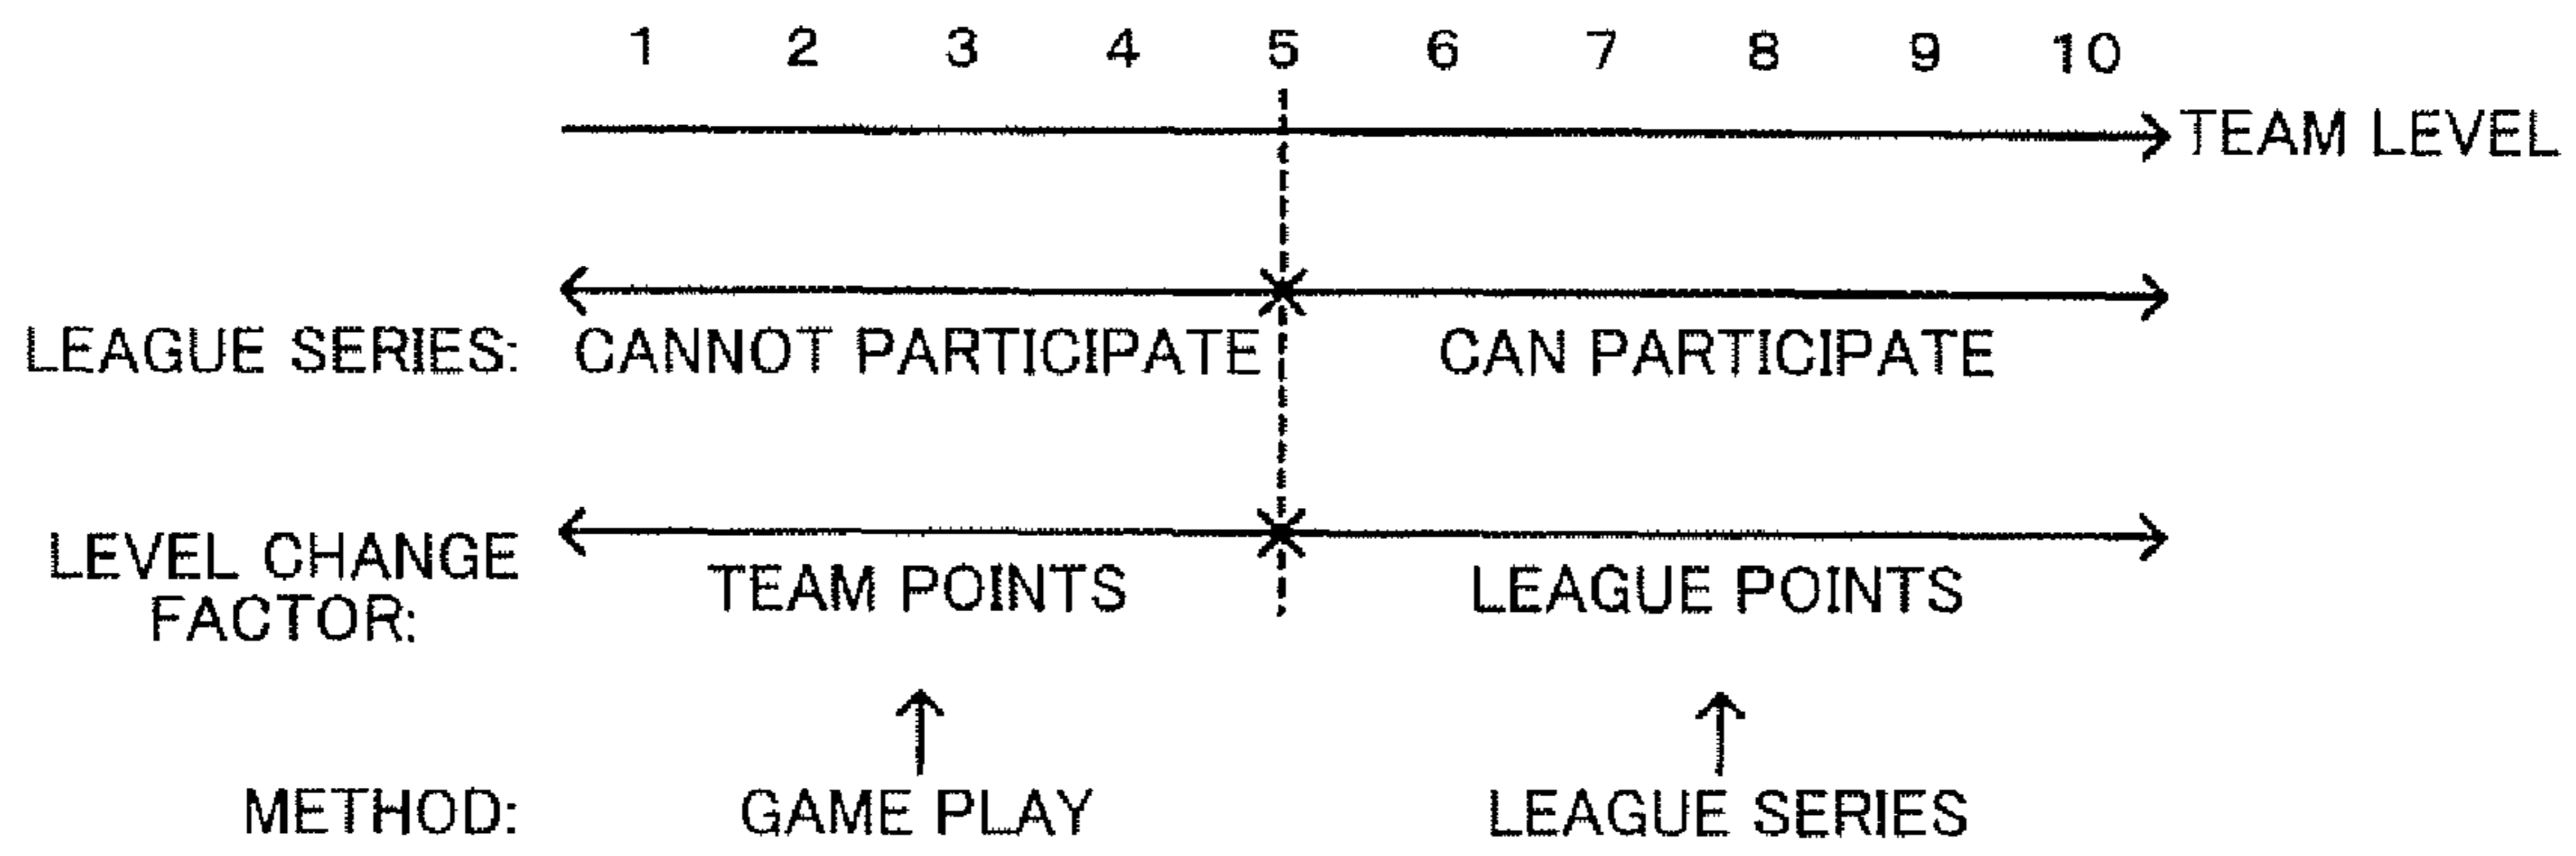 1 2 3 4 5 6 7 8 9 10
TEAM LEVEL
LEAGUE SERIES: CANNOT PARTICIPATE CAN PARTICIPATE
LEVEL CHANGE
FACTOR:
TEAM POINTS LEAGUE POINTS
METHOD: GAME PLAY LEAGUE SERIES